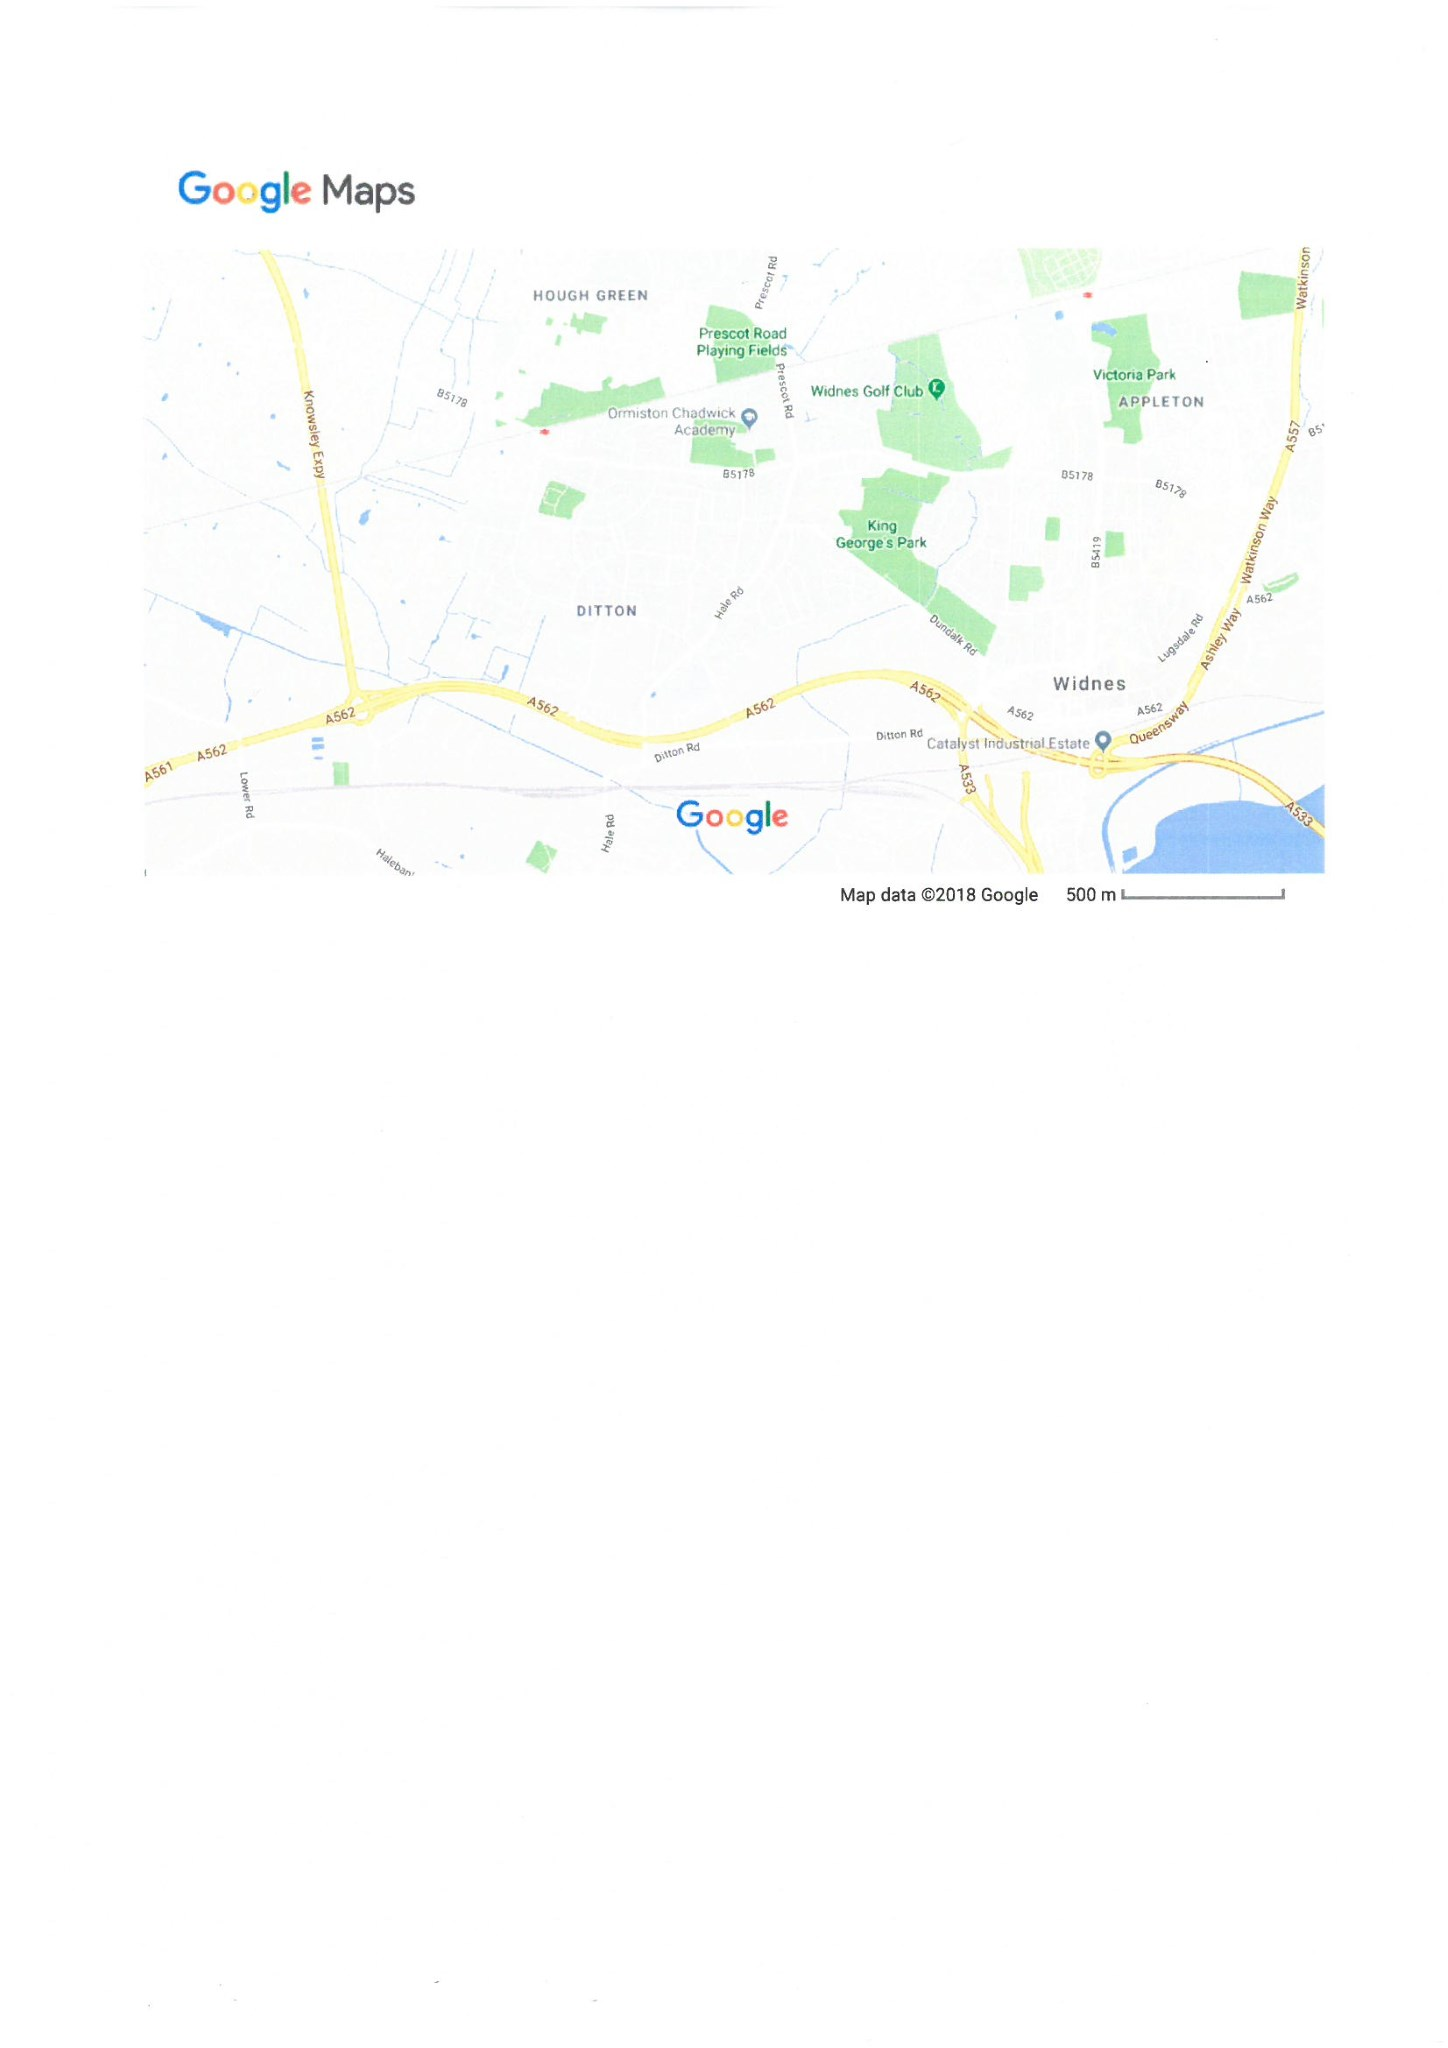 Google Maps
HOUGH GREEN
Prescot Rd
Watkinson
Prescot Road
Playing Fields
Prescot Rd
Widnes Golf Club
Victoria Park
APPLETON
Knowsley Expy
B5178
Ormiston Chadwick
Academy
A557
B5178
B5178
B5178
King
George's Park
B5419
Watkinson Way
DITTON
Hale Rd
Dundalk Rd
Lugsdale Rd
Ashley Way
A562
Widnes
A562
A562
A562
A562
A562
A562
Queensway
A561
A562
Ditton Rd
Ditton Rd
Catalyst Industrial Estate
A533
Lower Rd
Hale Rd
Google
A533
Map data ©2018 Google 500 m